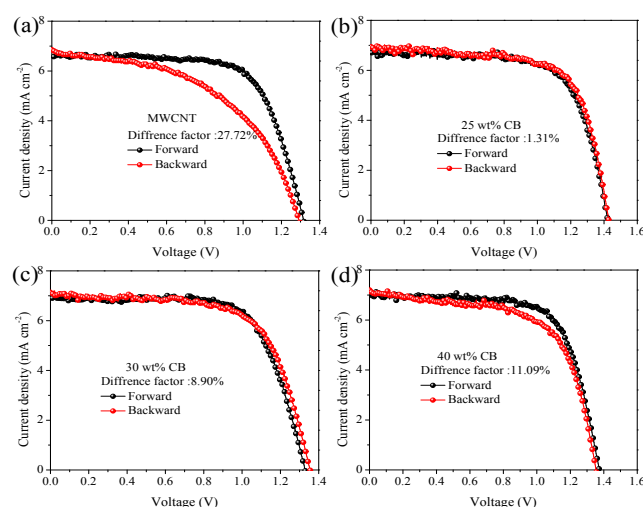 (a)
8
6
4
2
0
Current density (mA cm-2)
MWCNT
Diffrence factor :27.72%
Forward
Backward
0.0 0.2 0.4 0.6 0.8 1.0 1.2 1.4
Voltage (V)
(b)
8
6
4
2
0
Current density (mA cm-2)
25 wt% CB
Diffrence factor :1.31%
Forward
Backward
0.0 0.2 0.4 0.6 0.8 1.0 1.2 1.4 1.6
Voltage (V)
(c)
8
6
4
2
0
Current density (mA cm-2)
30 wt% CB
Diffrence factor :8.90%
Forward
Backward
0.0 0.2 0.4 0.6 0.8 1.0 1.2 1.4
Voltage (V)
(d)
8
6
4
2
0
Current density (mA cm-2)
40 wt% CB
Diffrence factor :11.09%
Forward
Backward
0.0 0.2 0.4 0.6 0.8 1.0 1.2 1.4 1.6
Voltage (V)